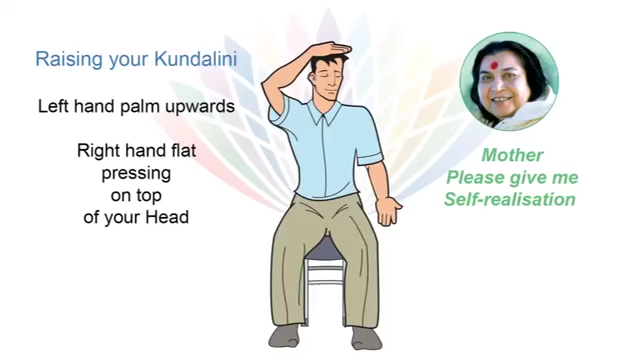 Raising your Kundalini
Left hand palm upwards
Right hand flat
pressing
on top
of your Head
Mother
Please give me
Self-realisation